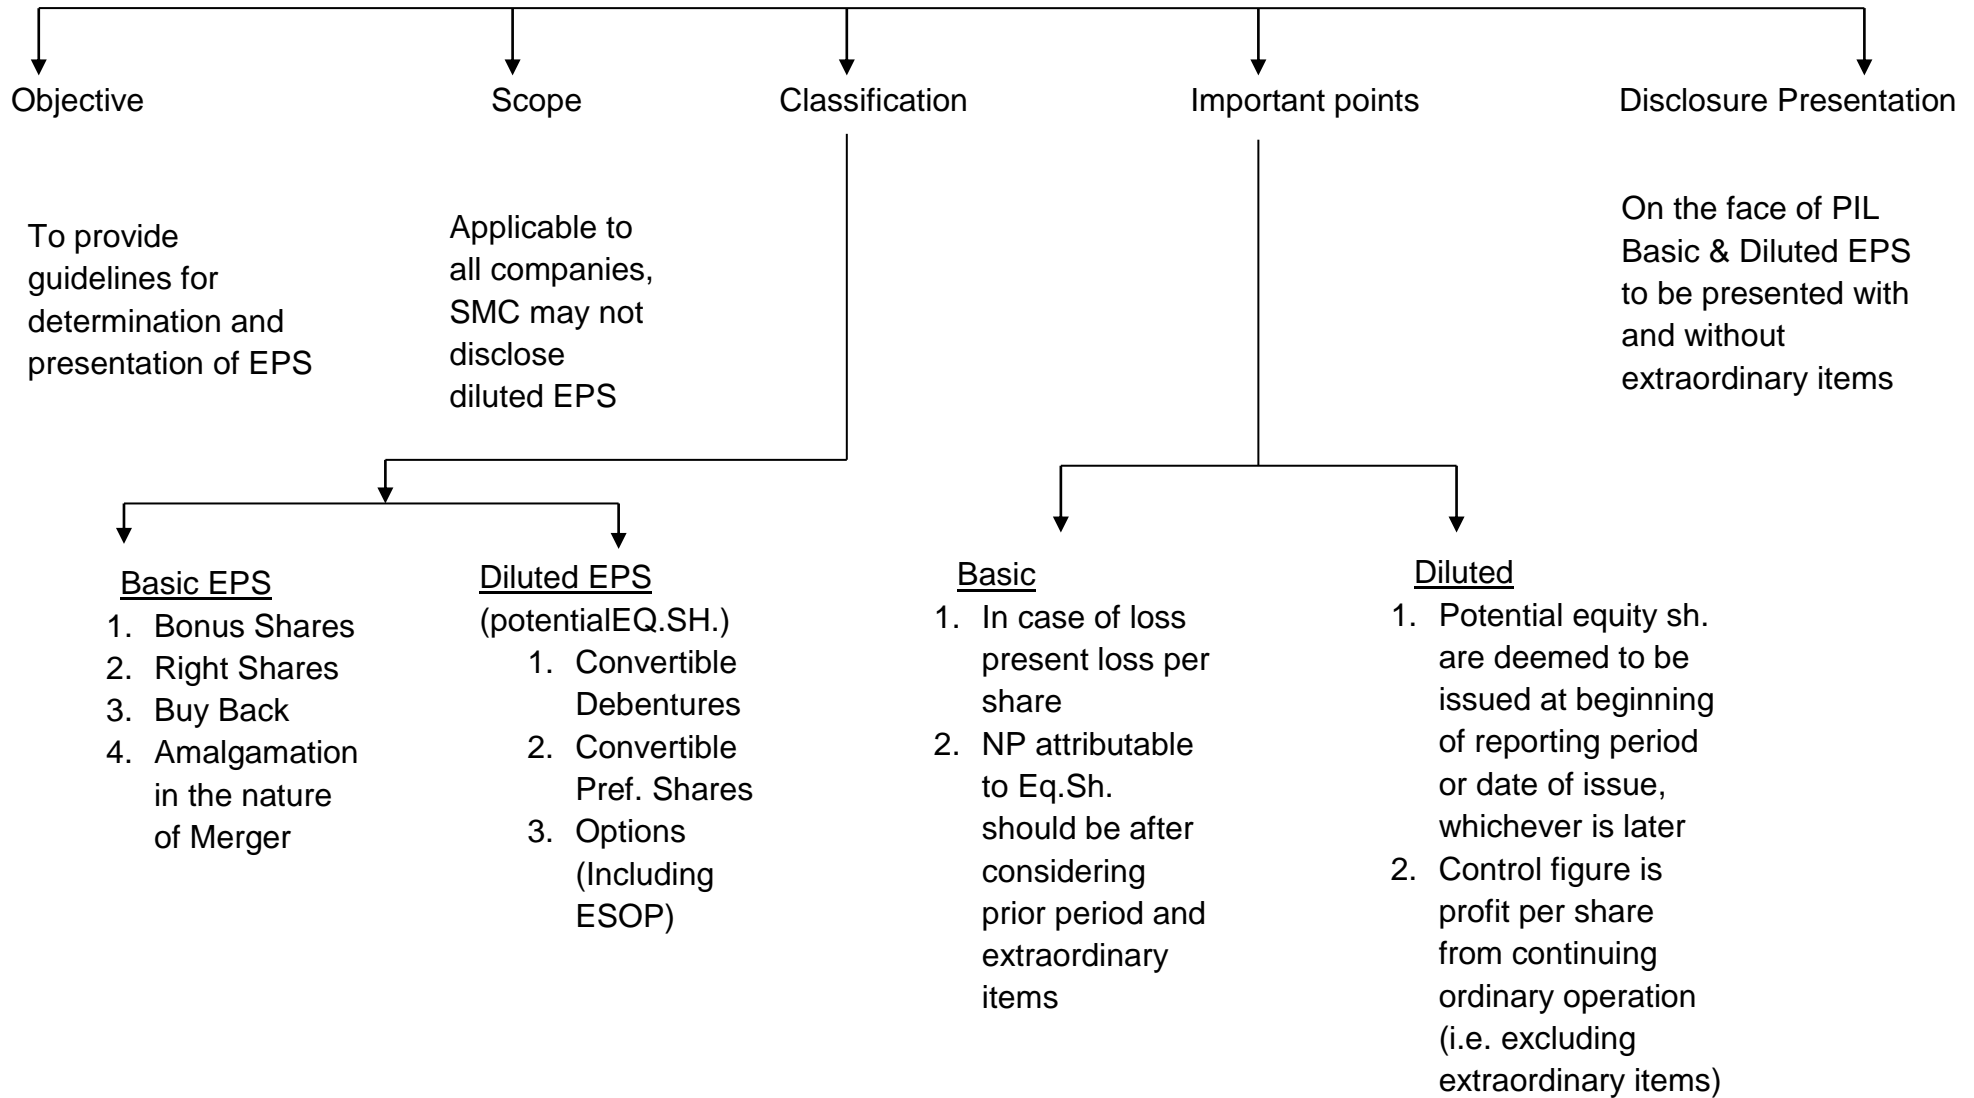 Objective
Scope
Classification
Important points
Disclosure Presentation
To provide
guidelines for
determination and
presentation of EPS
Applicable to
all companies,
SMC may not
disclose
diluted EPS
On the face of PIL
Basic & Diluted EPS
to be presented with
and without
extraordinary items
Basic EPS
1. Bonus Shares
2. Right Shares
3. Buy Back
4. Amalgamation
in the nature
of Merger
Diluted EPS
(potentialEQ.SH.)
1. Convertible
Debentures
2. Convertible
Pref. Shares
3. Options
(Including
ESOP)
Basic
1. In case of loss
present loss per
share
2. NP attributable
to Eq.Sh.
should be after
considering
prior period and
extraordinary
items
Diluted
1. Potential equity sh.
are deemed to be
issued at beginning
of reporting period
or date of issue,
whichever is later
2. Control figure is
profit per share
from continuing
ordinary operation
(i.e. excluding
extraordinary items)